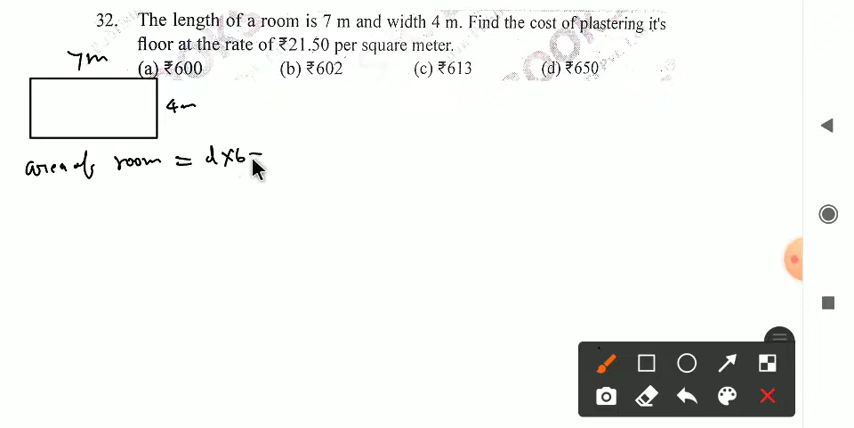 32. The length of a room is 7 m and width 4 m. Find the cost of plastering it's
floor at the rate of ₹21.50 per square meter.
(a) ₹600 (b) ₹602 (c) ₹613 (d) ₹650
7m
4m
area of room = l×b =